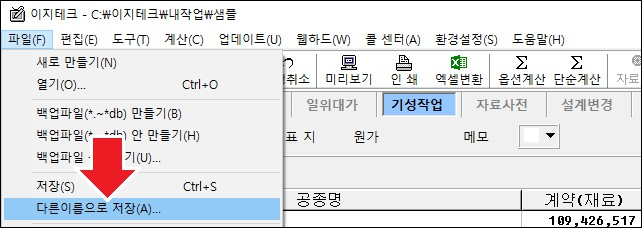 이지테크 - C:₩이지테크₩내작업₩샘플
파일(F) 편집(E) 도구(T) 계산(C) 업데이트(U) 웹하드(W) 콜 센터(A) 환경설정(S) 도움말(H)
새로 만들기(N)
열기(O)... Ctrl+O
백업파일(*.~*db) 만들기(B)
백업파일(*. *db) 안 만들기(H)
백업파일 기(U)...
저장(S) Ctrl+S
다른이름으로 저장(A)...
취소 미리보기 인 쇄 엑셀변환 옵션계산 단순계산 자료
일위대가 기성작업 자료사전 설계변경
표 지 원가 메모
공종명 계약(재료)
109,426,517